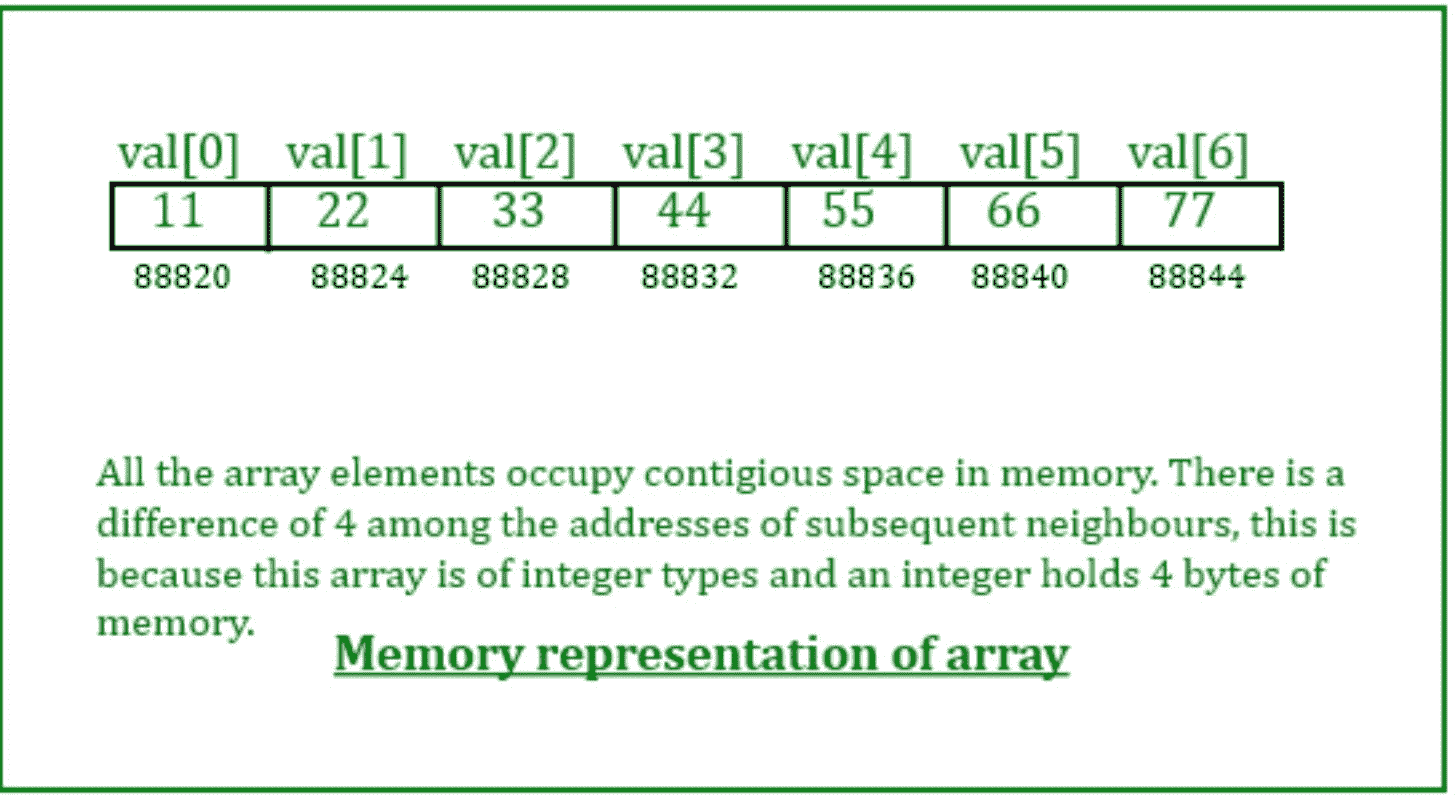 val[0] val[1] val[2] val[3] val[4] val[5] val[6]
11 22 33 44 55 66 77
88820 88824 88828 88832 88836 88840 88844
All the array elements occupy contigious space in memory. There is a
difference of 4 among the addresses of subsequent neighbours, this is
because this array is of integer types and an integer holds 4 bytes of
memory.
Memory representation of array